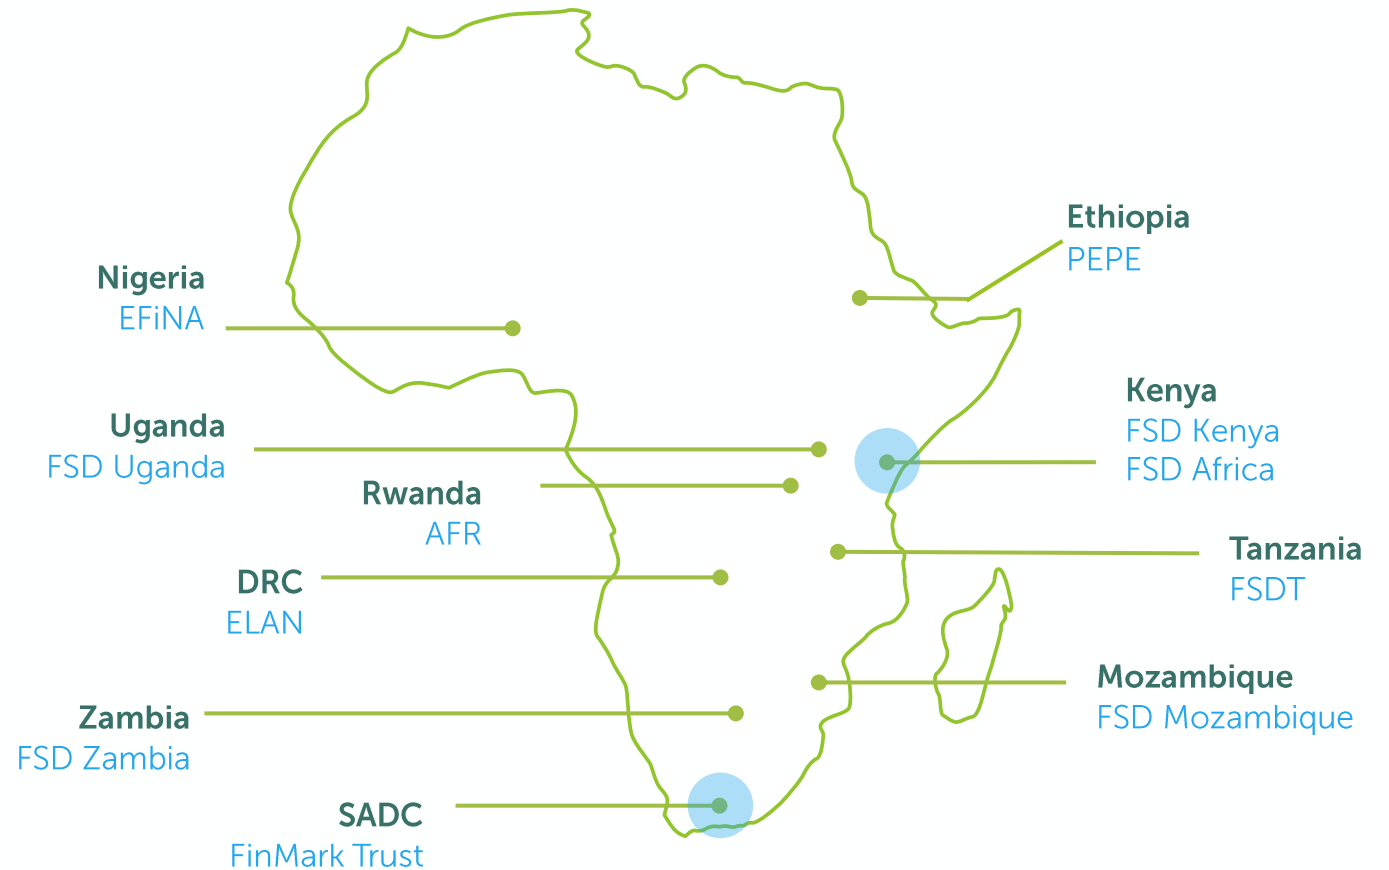 Ethiopia
PEPE
Nigeria
EFiNA
Kenya
FSD Kenya
FSD Africa
Uganda
FSD Uganda
Rwanda
AFR
Tanzania
FSDT
DRC
ELAN
Mozambique
FSD Mozambique
Zambia
FSD Zambia
SADC
FinMark Trust